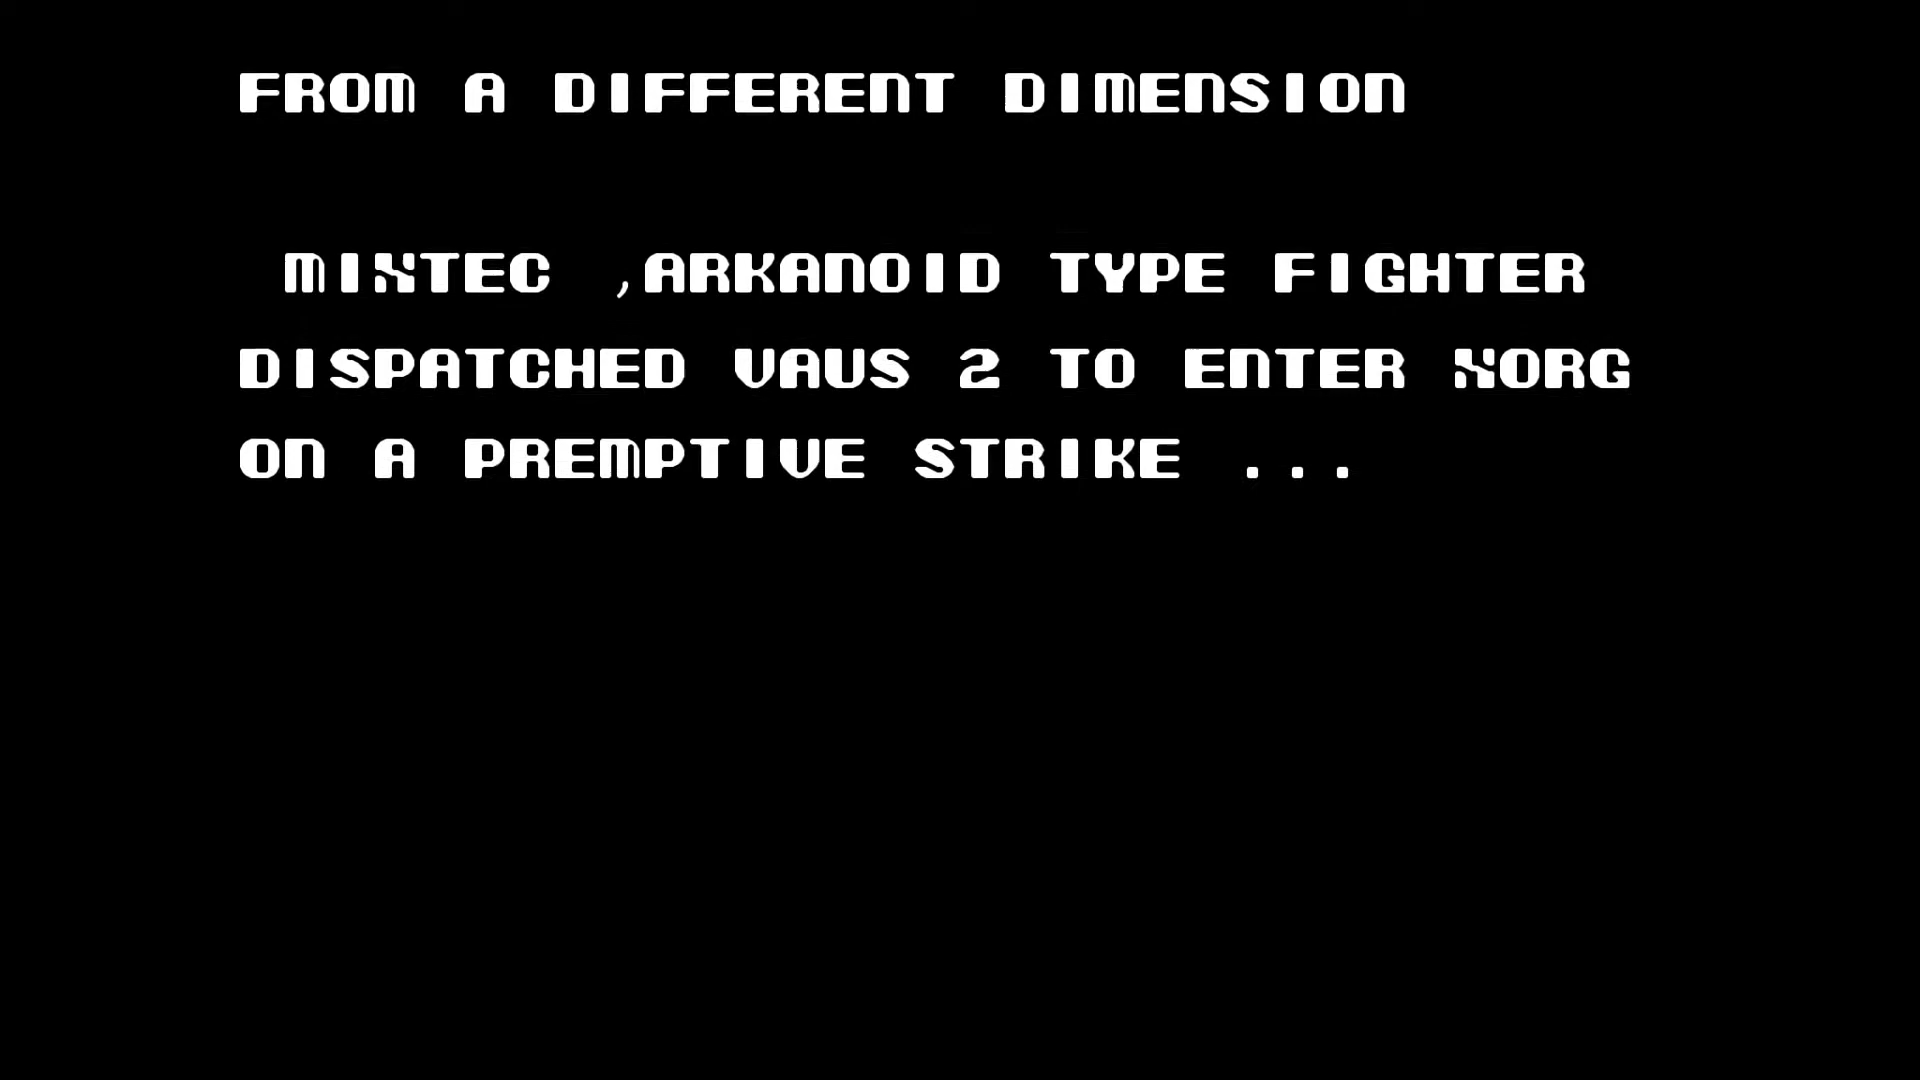 FROM A DIFFERENT DIMENSION
MIXTEC ,ARKANOID TYPE FIGHTER
DISPATCHED VAUS 2 TO ENTER XORG
ON A PREMPTIVE STRIKE ...